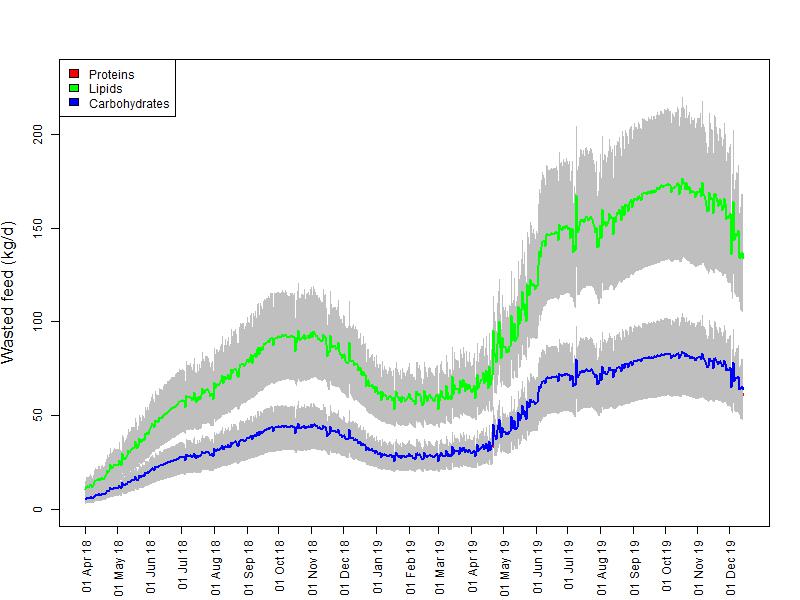 Proteins
Lipids
Carbohydrates
Wasted feed (kg/d)
200
150
100
50
0
01 Apr 18
01 May 18
01 Jun 18
01 Jul 18
01 Aug 18
01 Sep 18
01 Oct 18
01 Nov 18
01 Dec 18
01 Jan 19
01 Feb 19
01 Mar 19
01 Apr 19
01 May 19
01 Jun 19
01 Jul 19
01 Aug 19
01 Sep 19
01 Oct 19
01 Nov 19
01 Dec 19